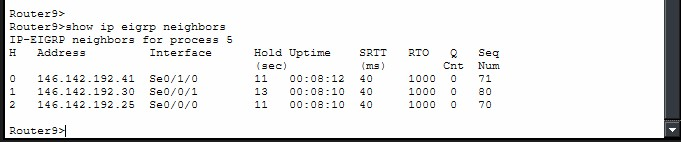 Router9>
Router9>show ip eigrp neighbors
IP-EIGRP neighbors for process 5
H   Address         Interface      Hold Uptime    SRTT   RTO   Q   Seq
                                   (sec)          (ms)        Cnt  Num
0   146.142.192.41  Se0/1/0        11   00:08:12  40     1000  0   71
1   146.142.192.30  Se0/0/1        13   00:08:10  40     1000  0   80
2   146.142.192.25  Se0/0/0        11   00:08:10  40     1000  0   70
Router9>